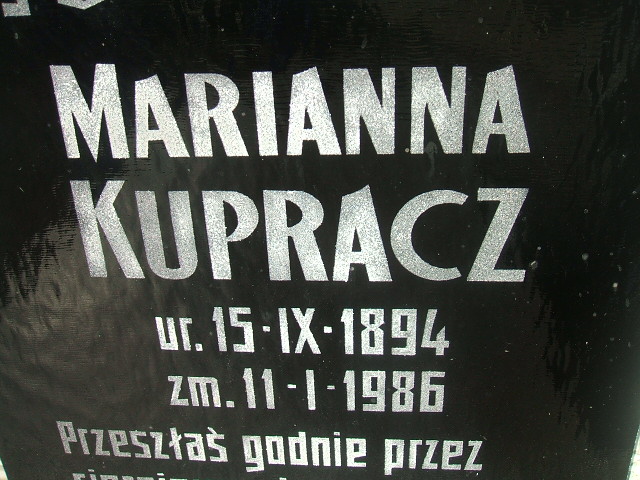 MARIANNA
KUPRACZ
ur. 15-IX-1894
zm. 11-I-1986
Przeszłaś godnie przez